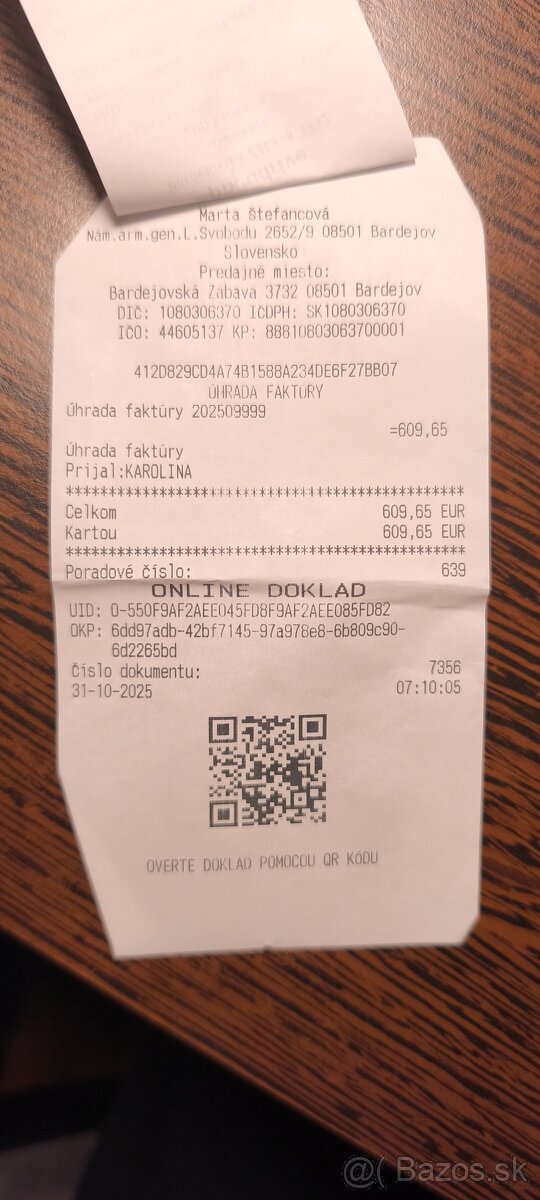 Marta Štefancová
Nám.arm.gen.L.Svobodu 2652/9 08501 Bardejov
Slovensko
Predajné miesto:
Bardejovská Zábava 3732 08501 Bardejov
DIČ: 1080306370 IČDPH: SK1080306370
IČO: 44605137 KP: 88810803063700001
412D829CD4A74B1588A234DE6F27BB07
ÚHRADA FAKTÚRY
Úhrada faktúry 202509999
=609,65
Úhrada faktúry
Prijal:KAROLINA
**************************************************
Celkom 609,65 EUR
Kartou 609,65 EUR
**************************************************
Poradové číslo: 639
ONLINE DOKLAD
UID: O-550F9AF2AEE045FD8F9AF2AEE085FD82
OKP: 6dd97adb-42bf7145-97a978e8-6b809c90-
6d2265bd
Číslo dokumentu: 7356
31-10-2025 07:10:05
OVERTE DOKLAD POMOCOU QR KÓDU
@( Bazos.sk